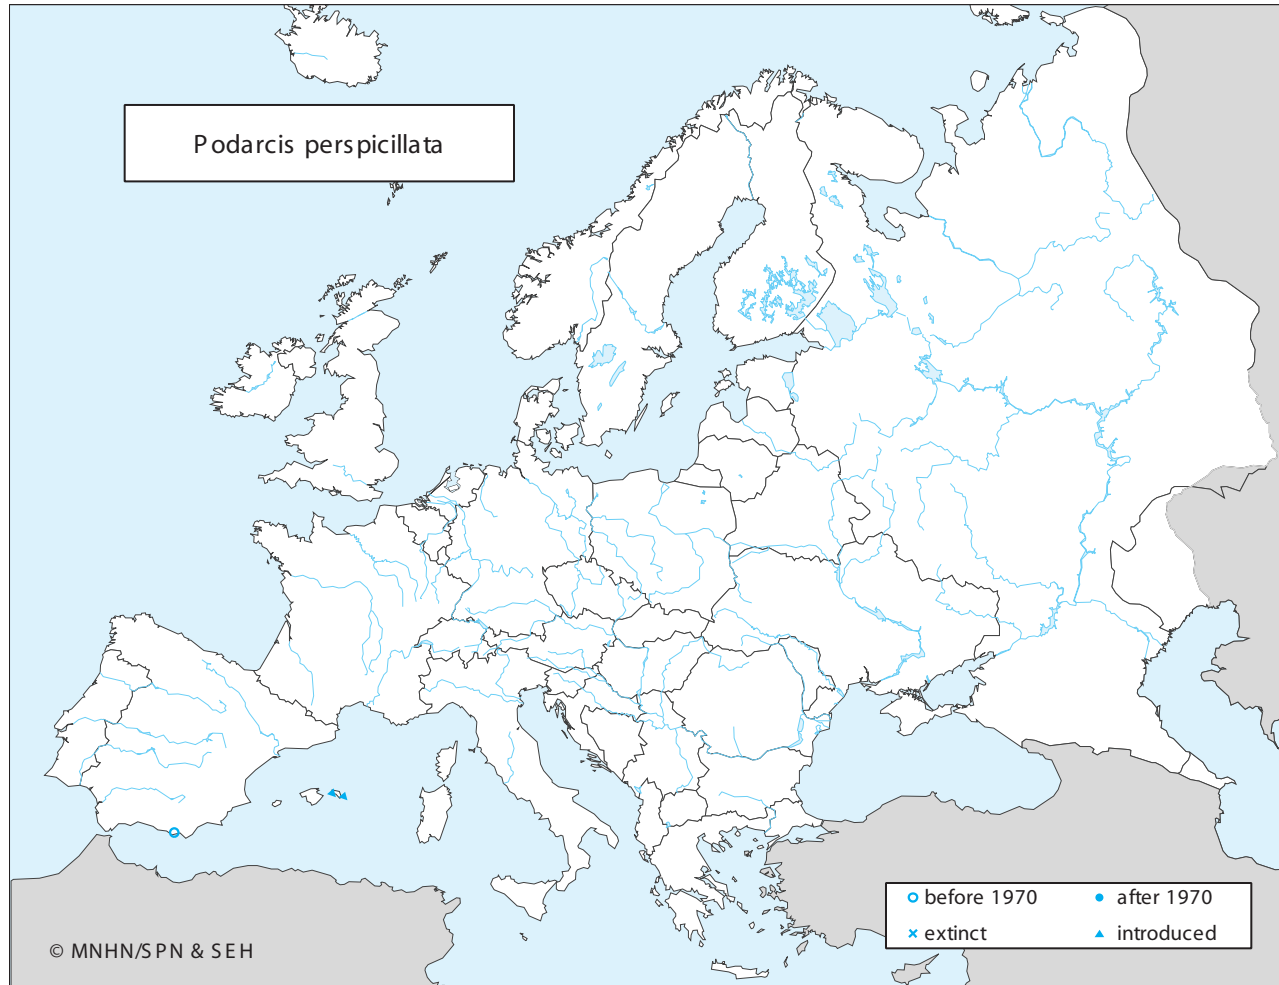 Podarcis perspicillata
before 1970
after 1970
extinct
introduced
© MNHN/SPN & SEH